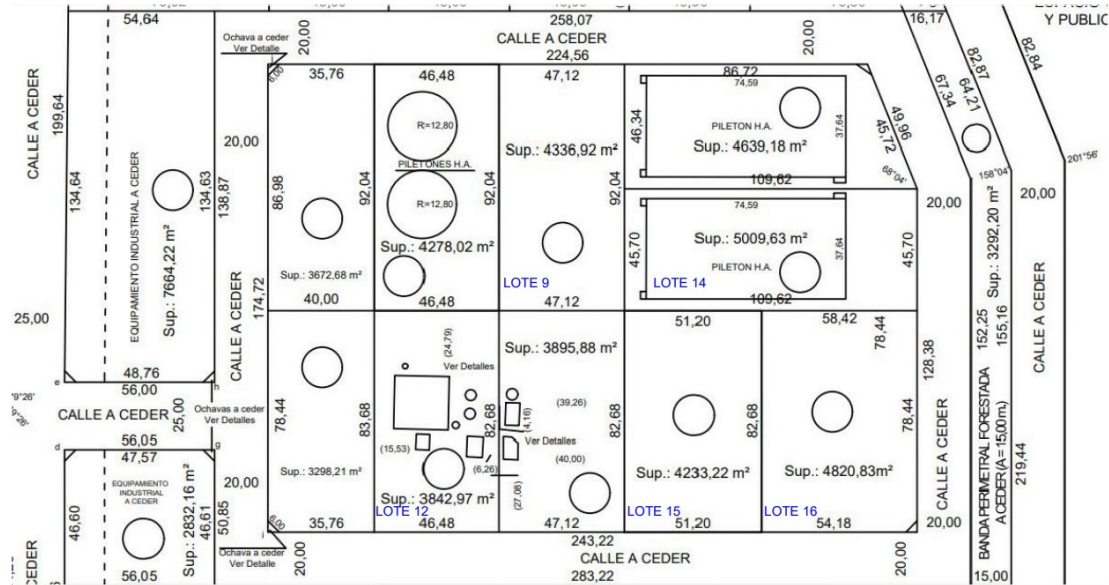 54,64
16,17
Y PUBLIC
Ochava a ceder
Ver Detalle
20,00
258,07
CALLE A CEDER
224,56
20,00
82,84
82,87
64,21
67,34
CALLE A CEDER
199,64
6,00
35,76
46,48
47,12
86,72
74,59
49,96
45,72
R=12,80
PILETON H.A.
37,64
46,34
20,00
Sup.: 4336,92 m²
Sup.: 4639,18 m²
201°56'
EQUIPAMIENTO INDUSTRIAL A CEDER
Sup.: 7664,22 m²
134,64
134,63
138,87
86,98
92,04
PILETONES H.A.
92,04
92,04
109,62
68°04'
158°04'
R=12,80
74,59
20,00
20,00
Sup.: 3292,20 m²
Sup.: 4278,02 m²
45,70
Sup.: 5009,63 m²
37,64
45,70
Sup.: 3672,68 m²
LOTE 9
LOTE 14
PILETON H.A.
40,00
46,48
47,12
109,62
CALLE A CEDER
174,72
25,00
51,20
58,42
48,76
56,00
(24,79)
Ver Detalles
Sup.: 3895,88 m²
78,44
128,38
152,25
155,16
CALLE A CEDER
e
h
9°26'
CALLE A CEDER
25,00
Ochavas a ceder
Ver Detalles
78,44
83,68
82,68
(4,16)
(39,26)
82,68
82,68
78,44
d
56,05
g
47,57
(15,53)
Ver Detalles
(6,26)
(40,00)
EQUIPAMIENTO
INDUSTRIAL
A CEDER
Sup.: 2832,16 m²
20,00
Sup.: 3298,21 m²
Sup.: 3842,97 m²
(27,08)
Sup.: 4233,22 m²
Sup.: 4820,83m²
CALLE A CEDER
BANDA PERIMETRAL FORESTADA
A CEDER (A=15,00m.)
219,44
46,60
46,61
50,85
LOTE 12
LOTE 15
LOTE 16
6,00
35,76
46,48
47,12
51,20
54,18
20,00
i
243,22
Ochava a ceder
Ver Detalle
20,00
CALLE A CEDER
20,00
CEDER
56,05
283,22
15,00